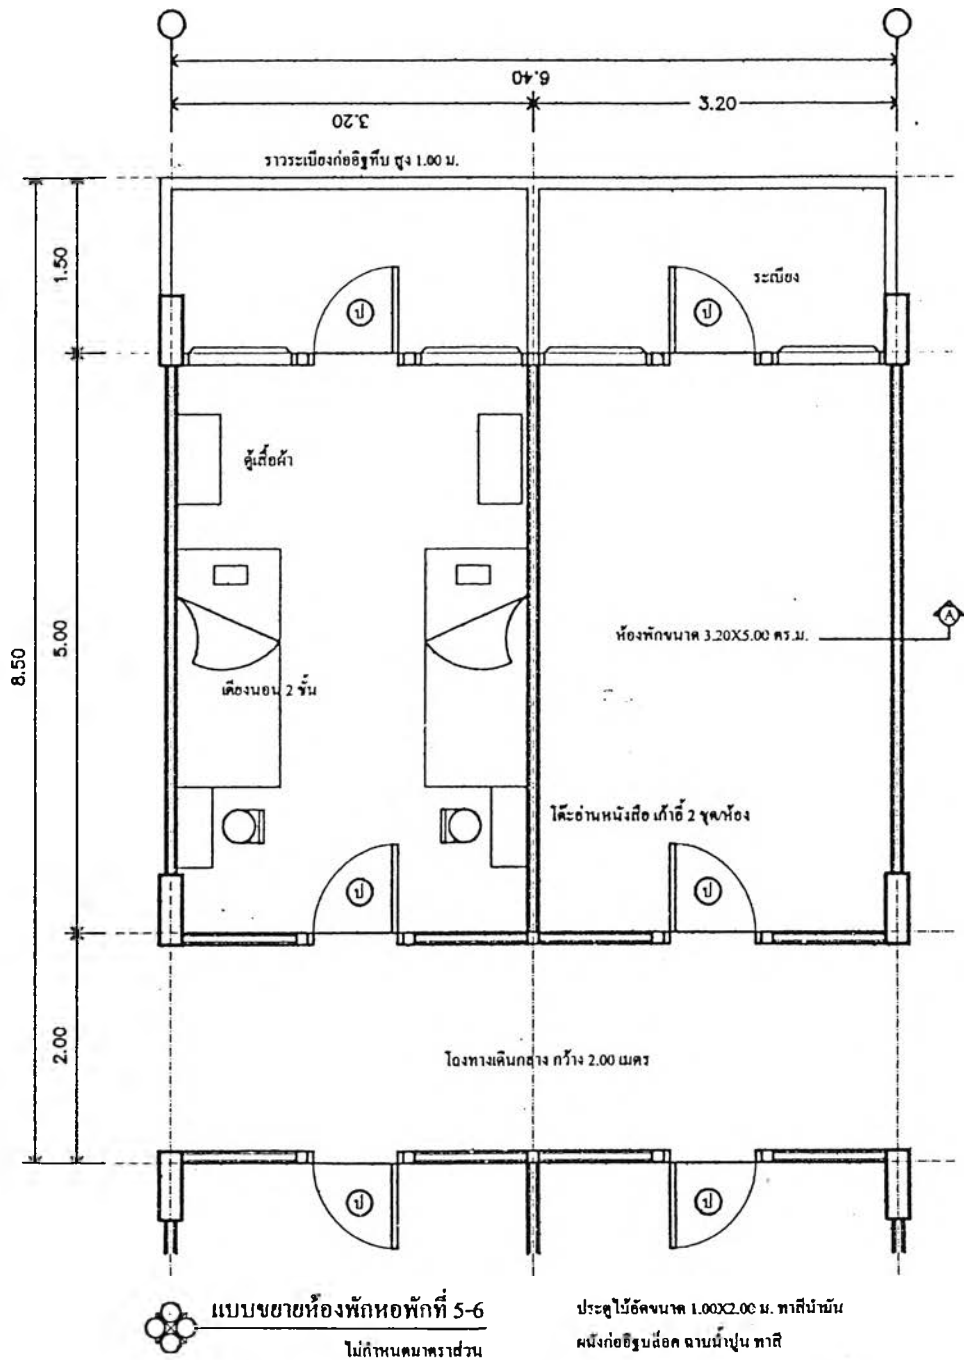 6.40
3.20
3.20
ราวระเบียงก่ออิฐทึบ สูง 1.00 ม.
1.50
ระเบียง
ป
ป
ตู้เสื้อผ้า
5.00
8.50
ห้องพักขนาด 3.20X5.00 ตร.ม.
A
เตียงนอน 2 ชั้น
โต๊ะอ่านหนังสือ เก้าอี้ 2 ชุด/ห้อง
ป
ป
2.00
โถงทางเดินกลาง กว้าง 2.00 เมตร
ป
ป
แบบขยายห้องพักหอพักที่ 5-6
ไม่กำหนดมาตราส่วน
ประตูไม้อัดขนาด 1.00X2.00 ม. ทาสีน้ำมัน
ผนังก่ออิฐบล๊อค ฉาบน้ำปูน ทาสี